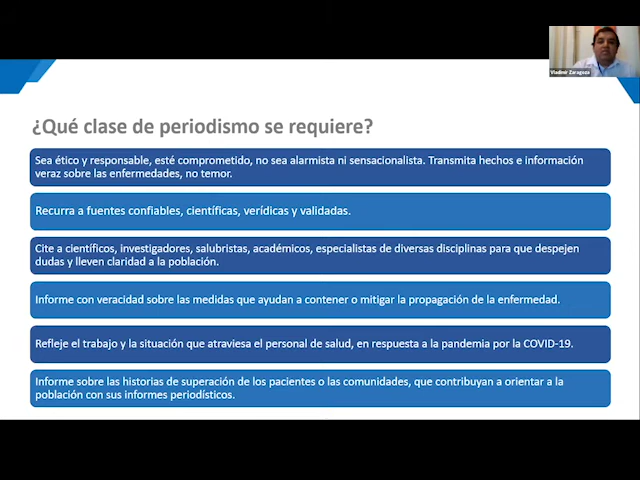 Vladimir Zaragoza
¿Qué clase de periodismo se requiere?
Sea ético y responsable, esté comprometido, no sea alarmista ni sensacionalista. Transmita hechos e información
veraz sobre las enfermedades, no temor.
Recurra a fuentes confiables, científicas, verídicas y validadas.
Cite a científicos, investigadores, salubristas, académicos, especialistas de diversas disciplinas para que despejen
dudas y lleven claridad a la población.
Informe con veracidad sobre las medidas que ayudan a contener o mitigar la propagación de la enfermedad.
Refleje el trabajo y la situación que atraviesa el personal de salud, en respuesta a la pandemia por la COVID-19.
Informe sobre las historias de superación de los pacientes o las comunidades, que contribuyan a orientar a la
población con sus informes periodísticos.